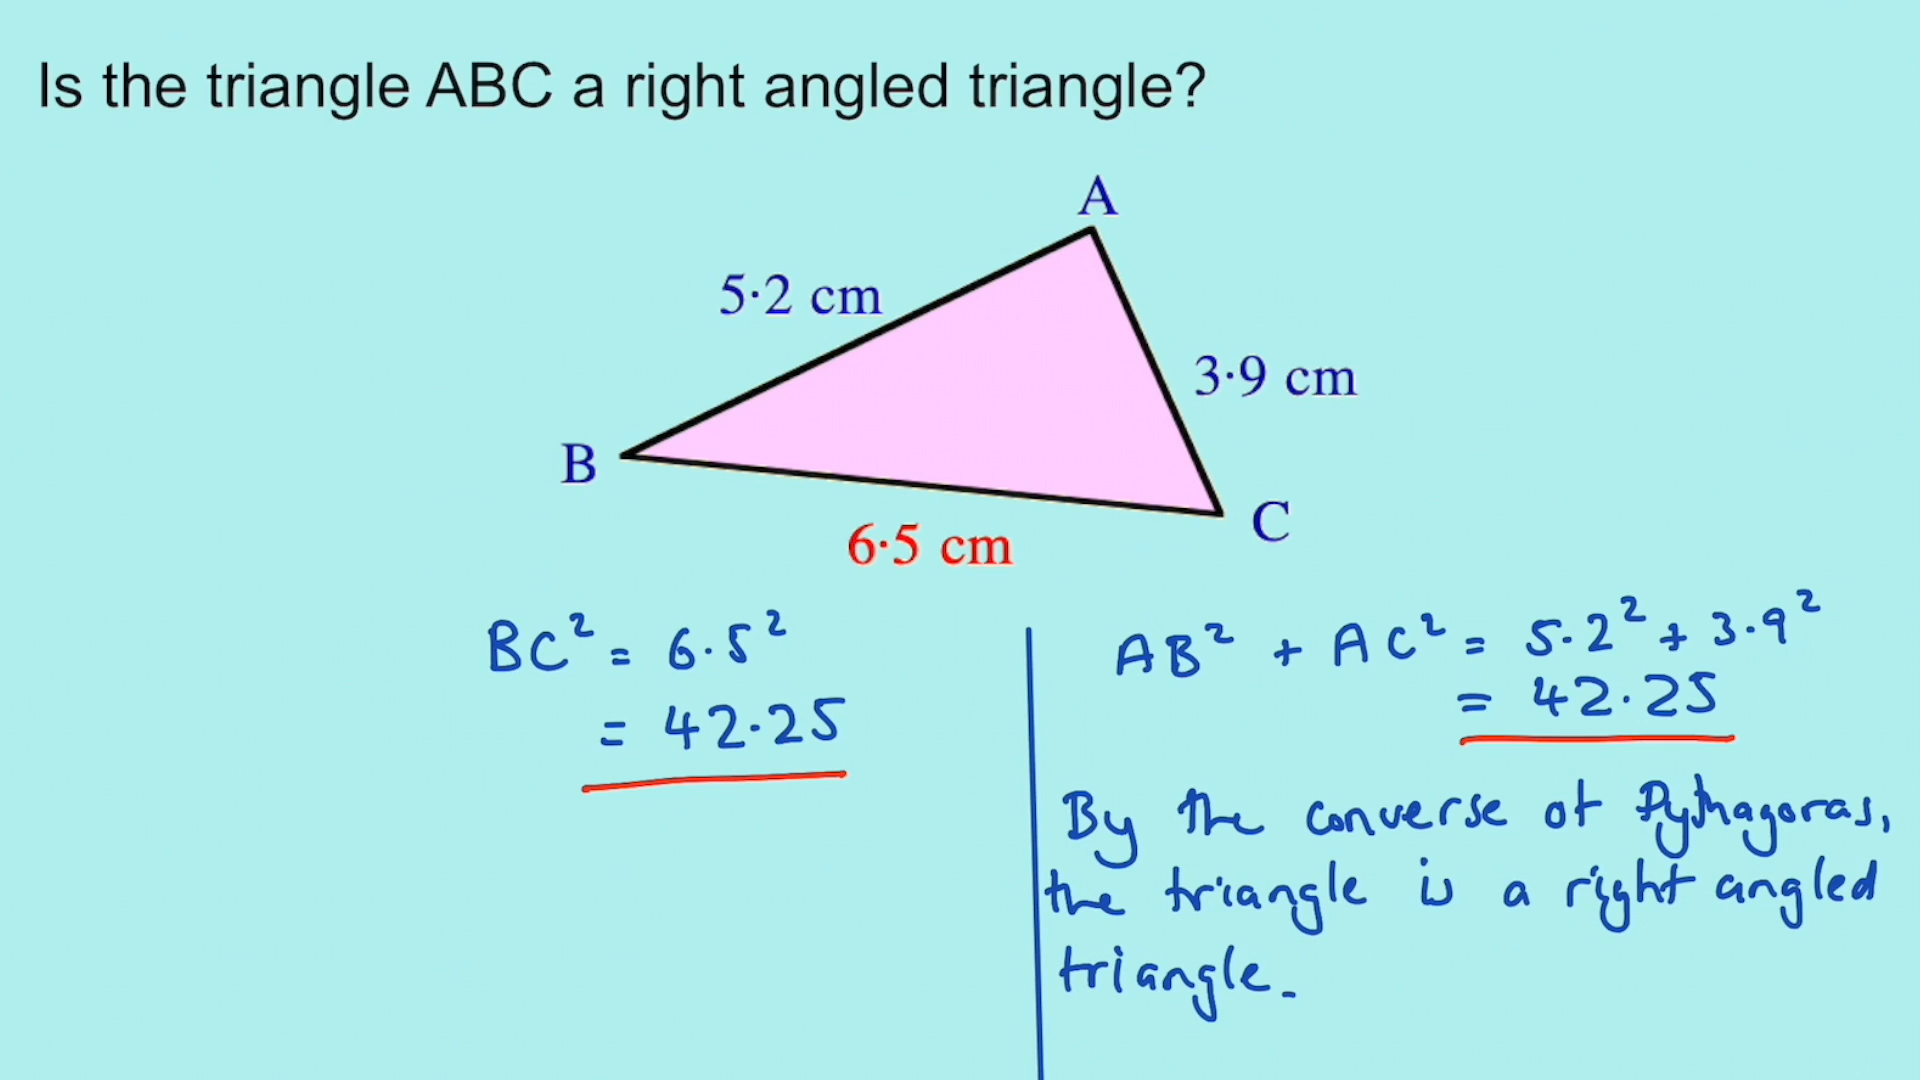 Is the triangle ABC a right angled triangle?
A
5·2 cm
3·9 cm
B
C
6·5 cm
BC² = 6·5²
= 42·25
AB² + AC² = 5·2² + 3·9²
= 42·25
By the converse of Pythagoras,
the triangle is a right angled
triangle.